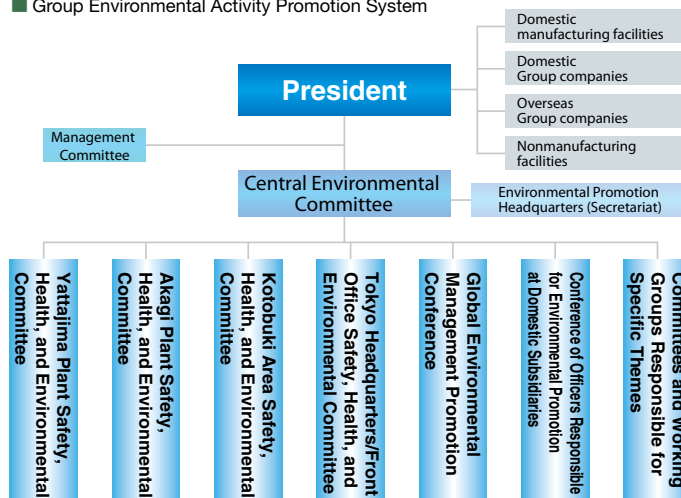 Group Environmental Activity Promotion System
Domestic
manufacturing facilities
Domestic
Group companies
Overseas
Group companies
Nonmanufacturing
facilities
President
Management
Committee
Central Environmental
Committee
Environmental Promotion
Headquarters (Secretariat)
Yattajima Plant Safety,
Health, and Environmental
Committee
Akagi Plant Safety,
Health, and Environmental
Committee
Kotobuki Area Safety,
Health, and Environmental
Committee
Tokyo Headquarters/Front
Office Safety, Health, and
Environmental Committee
Global Environmental
Management Promotion
Conference
Conference of Officers Responsible
for Environmental Promotion
at Domestic Subsidiaries
Committees and Working
Groups Responsible for
Specific Themes